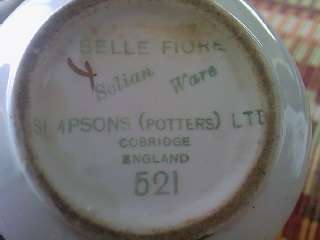 BELLE FIORE
Solian Ware
SIMPSONS (POTTERS) LTD
COBRIDGE
ENGLAND
521